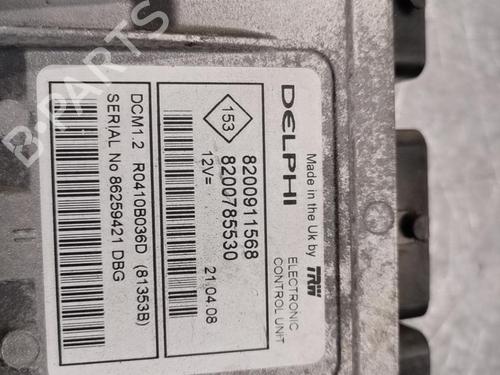 B-PARTS
DELPHI
Made in the Uk by TRW
ELECTRONIC
CONTROL UNIT
153
8200911568
8200785530
12V=
21.04.08
DCM1.2 R0410B036D (81353B)
SERIAL No 86259421 DBG